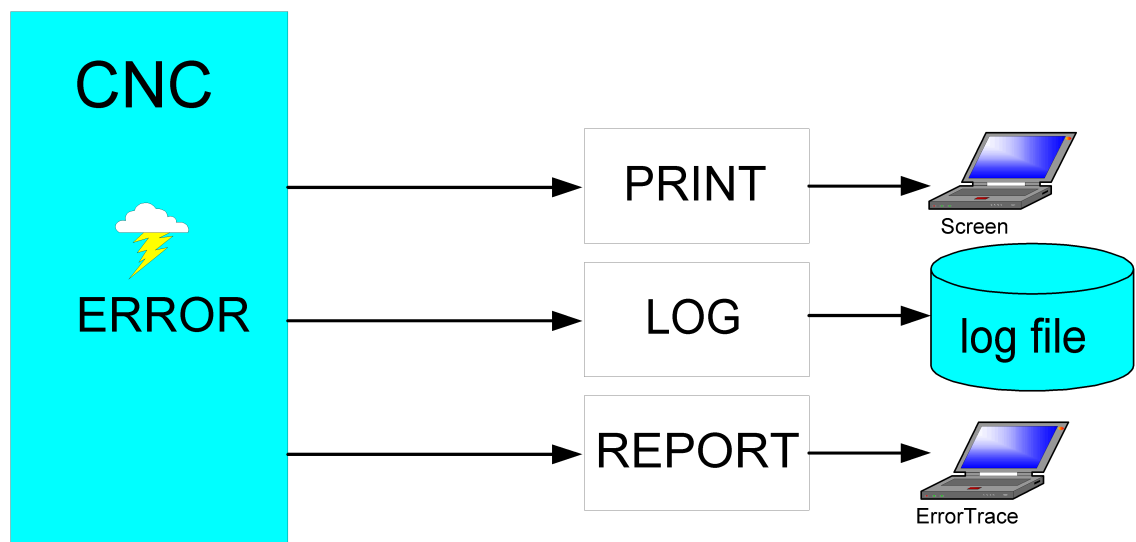 CNC
ERROR
PRINT
Screen
LOG
log file
REPORT
ErrorTrace